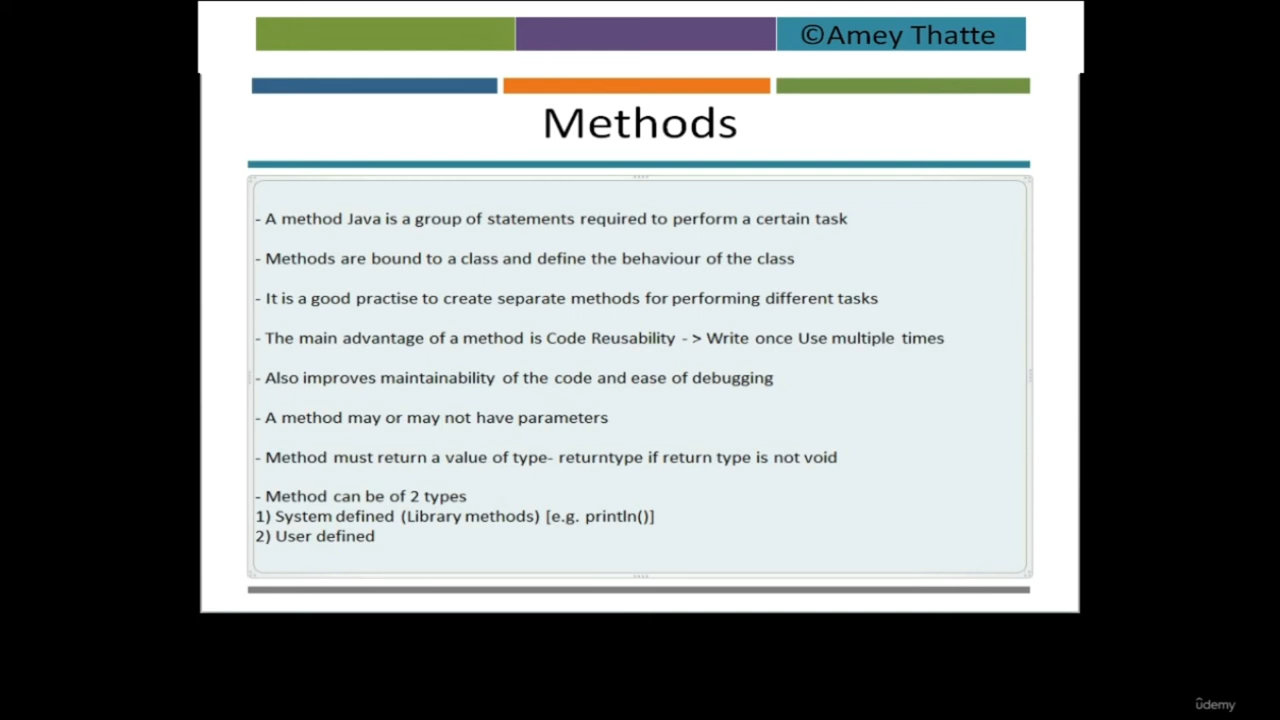 ©Amey Thatte
Methods
- A method Java is a group of statements required to perform a certain task
- Methods are bound to a class and define the behaviour of the class
- It is a good practise to create separate methods for performing different tasks
- The main advantage of a method is Code Reusability - > Write once Use multiple times
- Also improves maintainability of the code and ease of debugging
- A method may or may not have parameters
- Method must return a value of type- returntype if return type is not void
- Method can be of 2 types
1) System defined (Library methods) [e.g. println()]
2) User defined
ûdemy